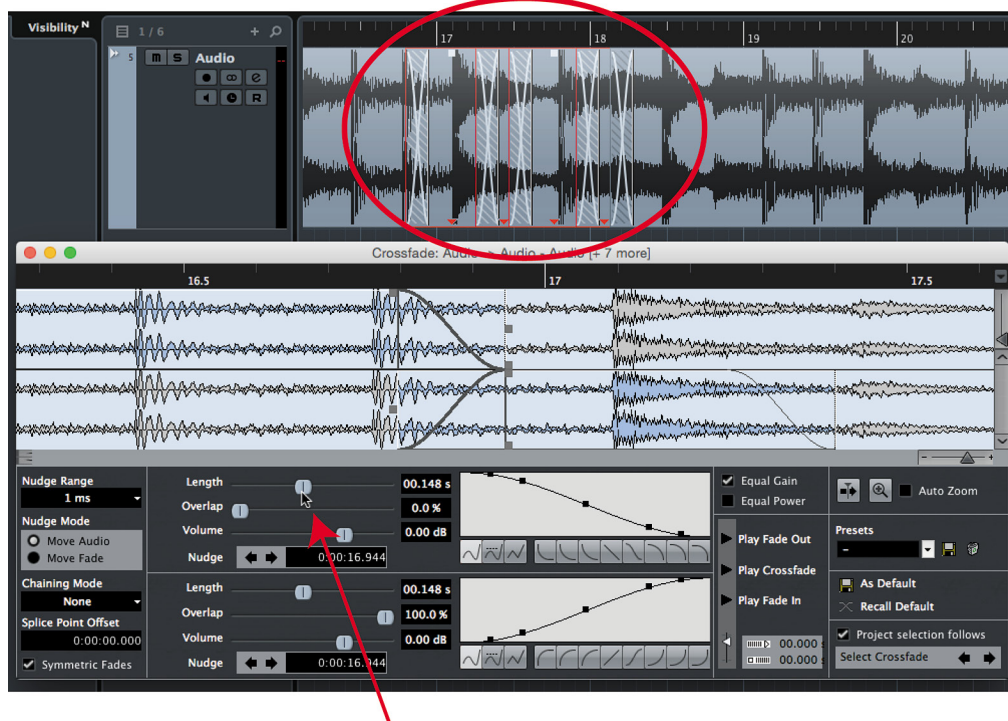 Visibility N
1 / 6
17
18
19
20
5
m S Audio
e
R
Crossfade: Audio > Audio - Audio [+ 7 more]
16.5
17
17.5
Nudge Range
1 ms
Nudge Mode
Move Audio
Move Fade
Chaining Mode
None
Splice Point Offset
0:00:00.000
Symmetric Fades
Length
00.148 s
Overlap
0.0 %
Volume
0.00 dB
Nudge
0:00:16.944
Length
00.148 s
Overlap
100.0 %
Volume
0.00 dB
Nudge
0:00:16.944
Equal Gain
Equal Power
Play Fade Out
Play Crossfade
Play Fade In
00.000
00.000
Auto Zoom
Presets
-
As Default
Recall Default
Project selection follows
Select Crossfade